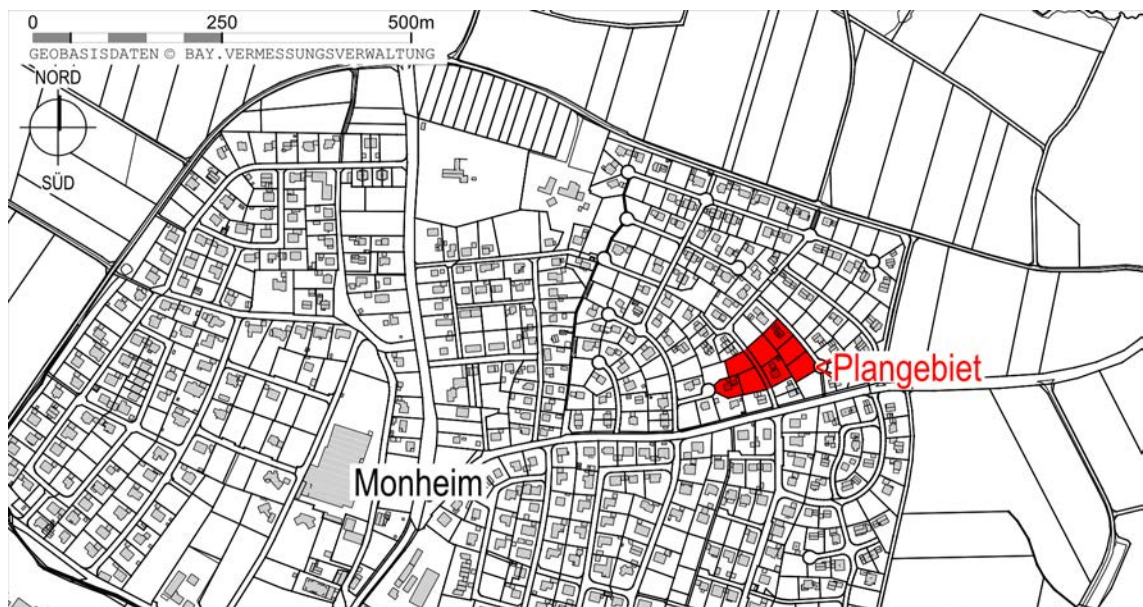 0 250 500m
GEOBASISDATEN © BAY.VERMESSUNGSVERWALTUNG
NORD
SÜD
<Plangebiet
Monheim